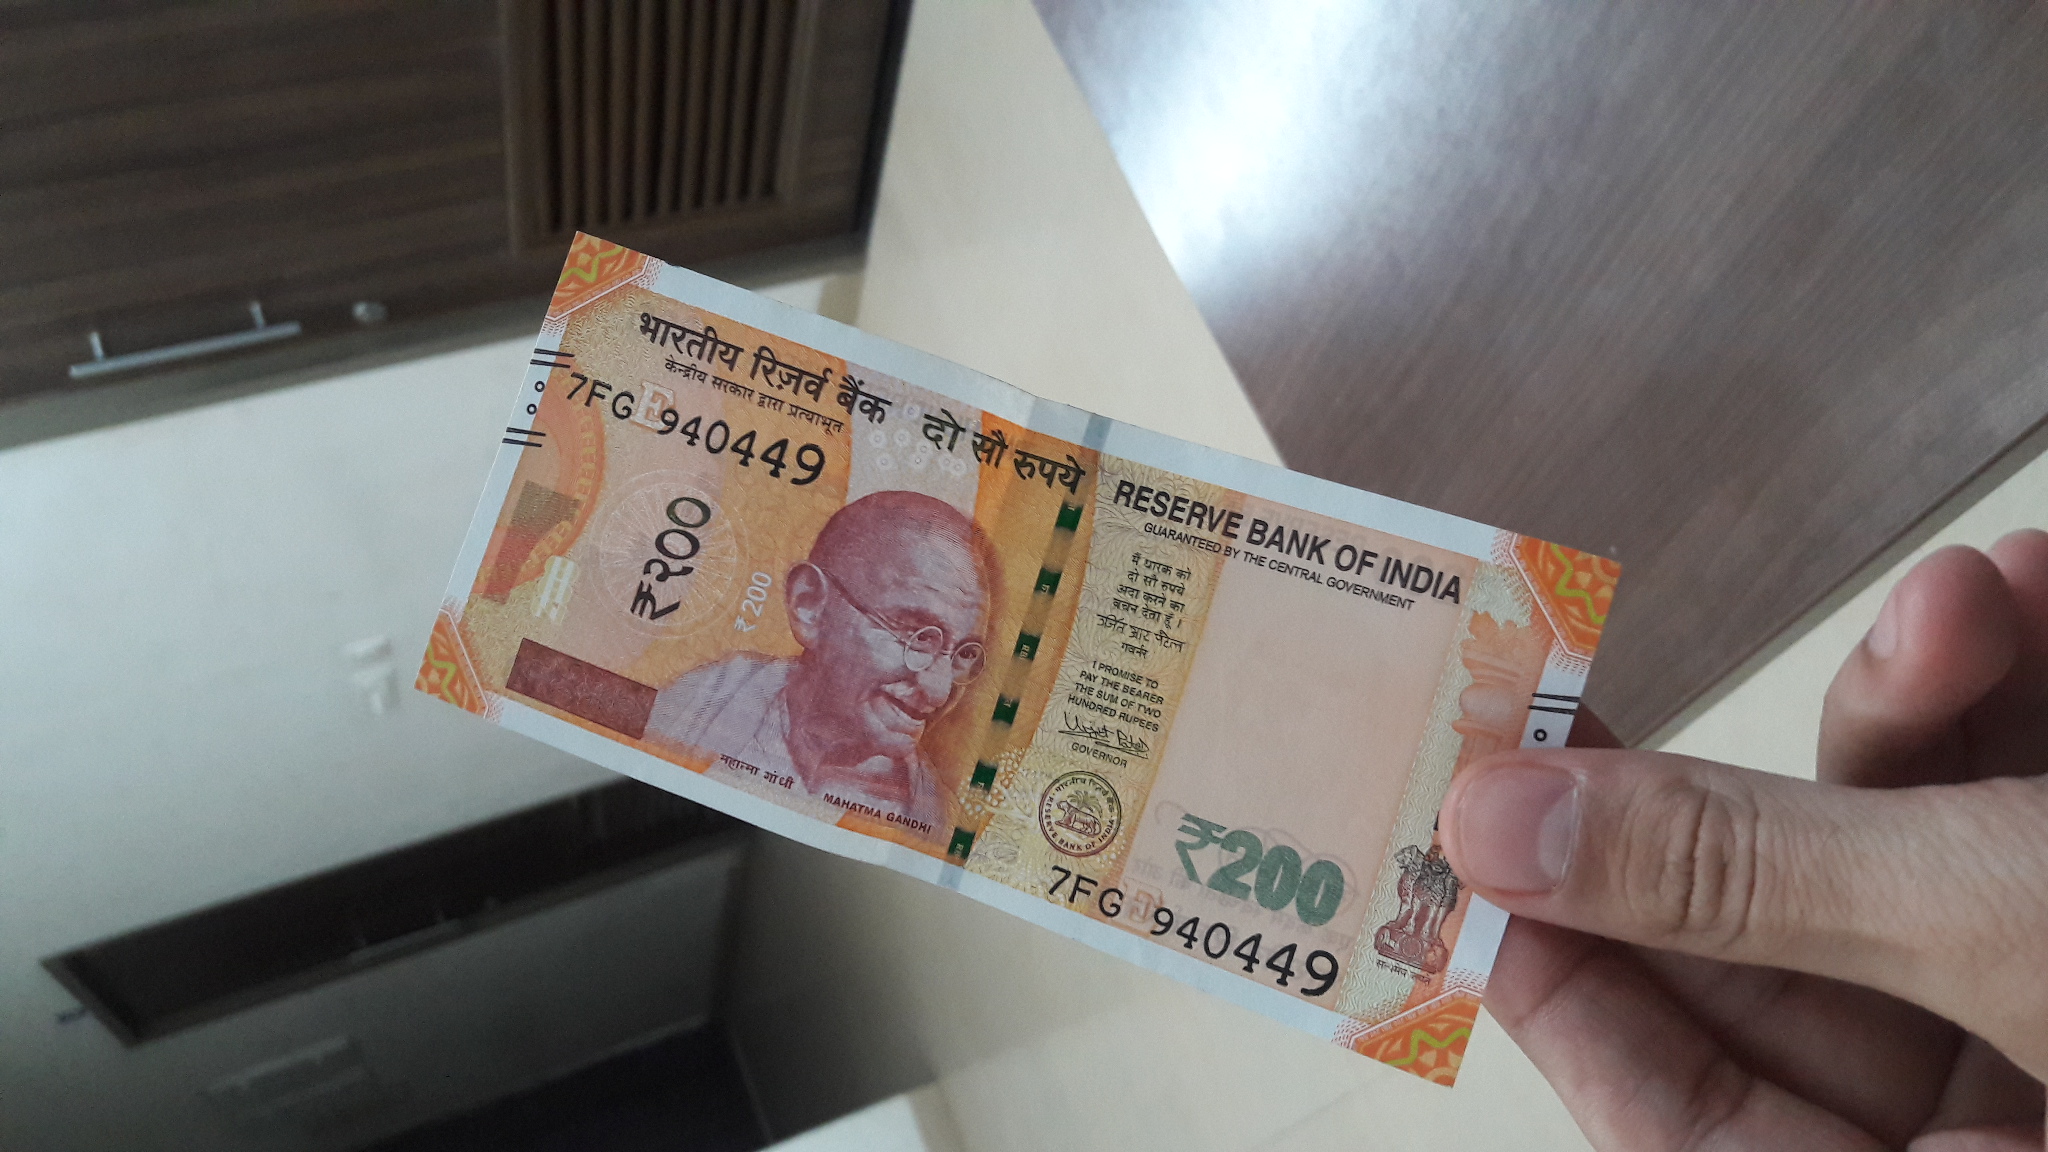 भारतीय रिज़र्व बैंक
केन्द्रीय सरकार द्वारा प्रत्याभूत
दो सौ रुपये
RESERVE BANK OF INDIA
GUARANTEED BY THE CENTRAL GOVERNMENT
7FG 940449
₹२००
₹200
महात्मा गांधी
MAHATMA GANDHI
मैं धारक को
दो सौ रुपये
अदा करने का
वचन देता हूँ।
I PROMISE TO
PAY THE BEARER
THE SUM OF TWO
HUNDRED RUPEES
GOVERNOR
RESERVE BANK OF INDIA
₹200
7FG 940449